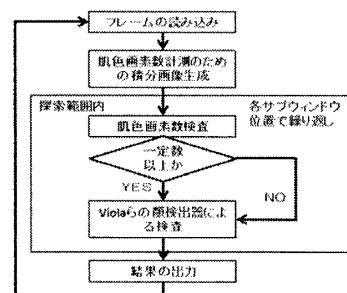 フレームの読み込み
肌色画素数計測のため
の積分画像生成
探索範囲内
各サブウィンドウ
位置で繰り返し
肌色画素数検査
一定数
以上か
YES
NO
Violaらの顔検出器によ
る検査
結果の出力